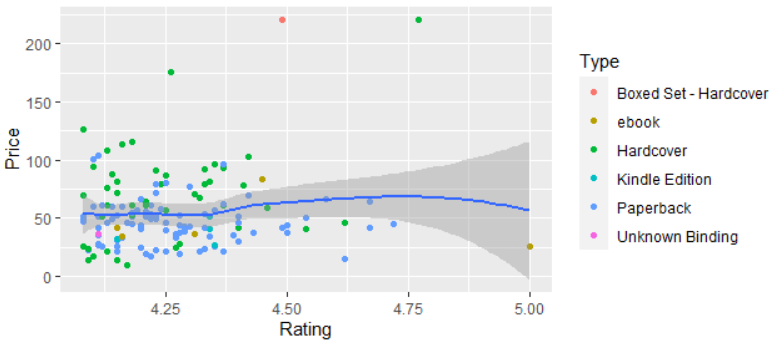 200
150
100
50
0
Price
4.25
4.50
4.75
5.00
Rating
Type
Boxed Set - Hardcover
ebook
Hardcover
Kindle Edition
Paperback
Unknown Binding